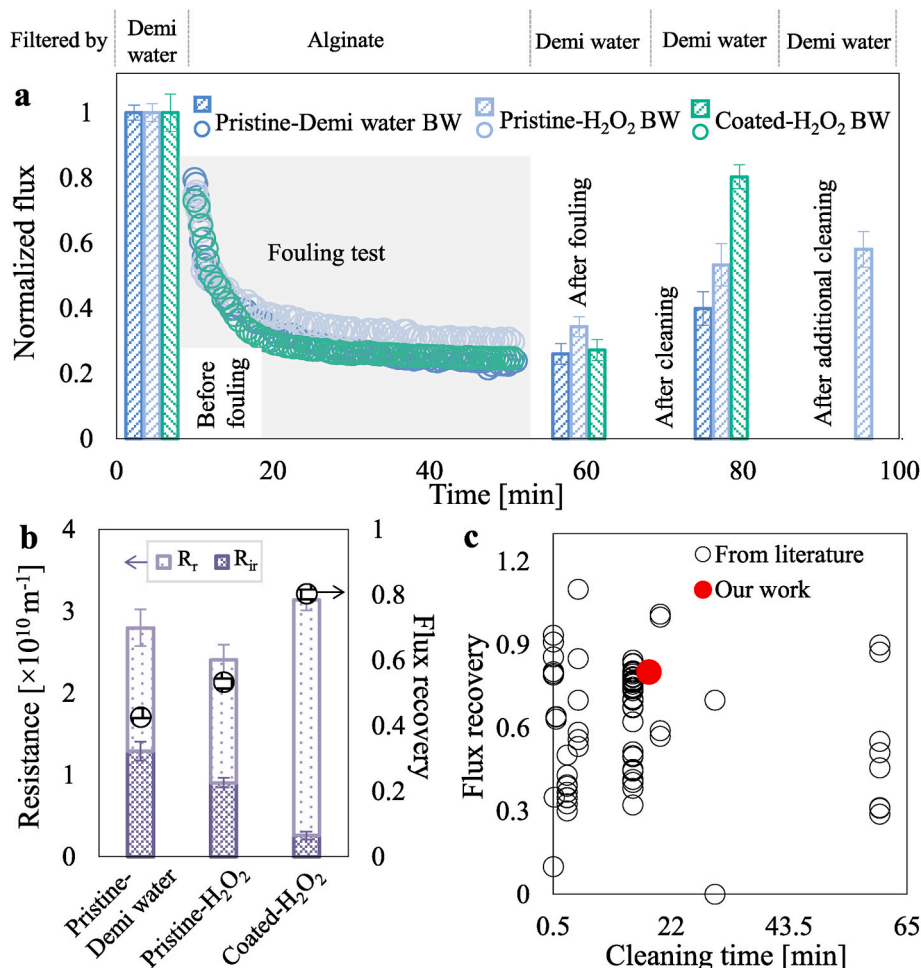 Filtered by
Demi water
Alginate
Demi water
Demi water
Demi water
a
Pristine-Demi water BW
Pristine-H₂O₂ BW
Coated-H₂O₂ BW
Normalized flux
1
0.8
0.6
0.4
0.2
0
Fouling test
Before fouling
After fouling
After cleaning
After additional cleaning
0
20
40
60
80
100
Time [min]
b
Rᵣ
Rᵢᵣ
Resistance [×10¹⁰m⁻¹]
4
3
2
1
0
1
0.8
0.6
0.4
0.2
0
Flux recovery
Pristine-
Demi water
Pristine-H₂O₂
Coated-H₂O₂
c
From literature
Our work
Flux recovery
1.2
0.9
0.6
0.3
0
0.5
22
43.5
65
Cleaning time [min]